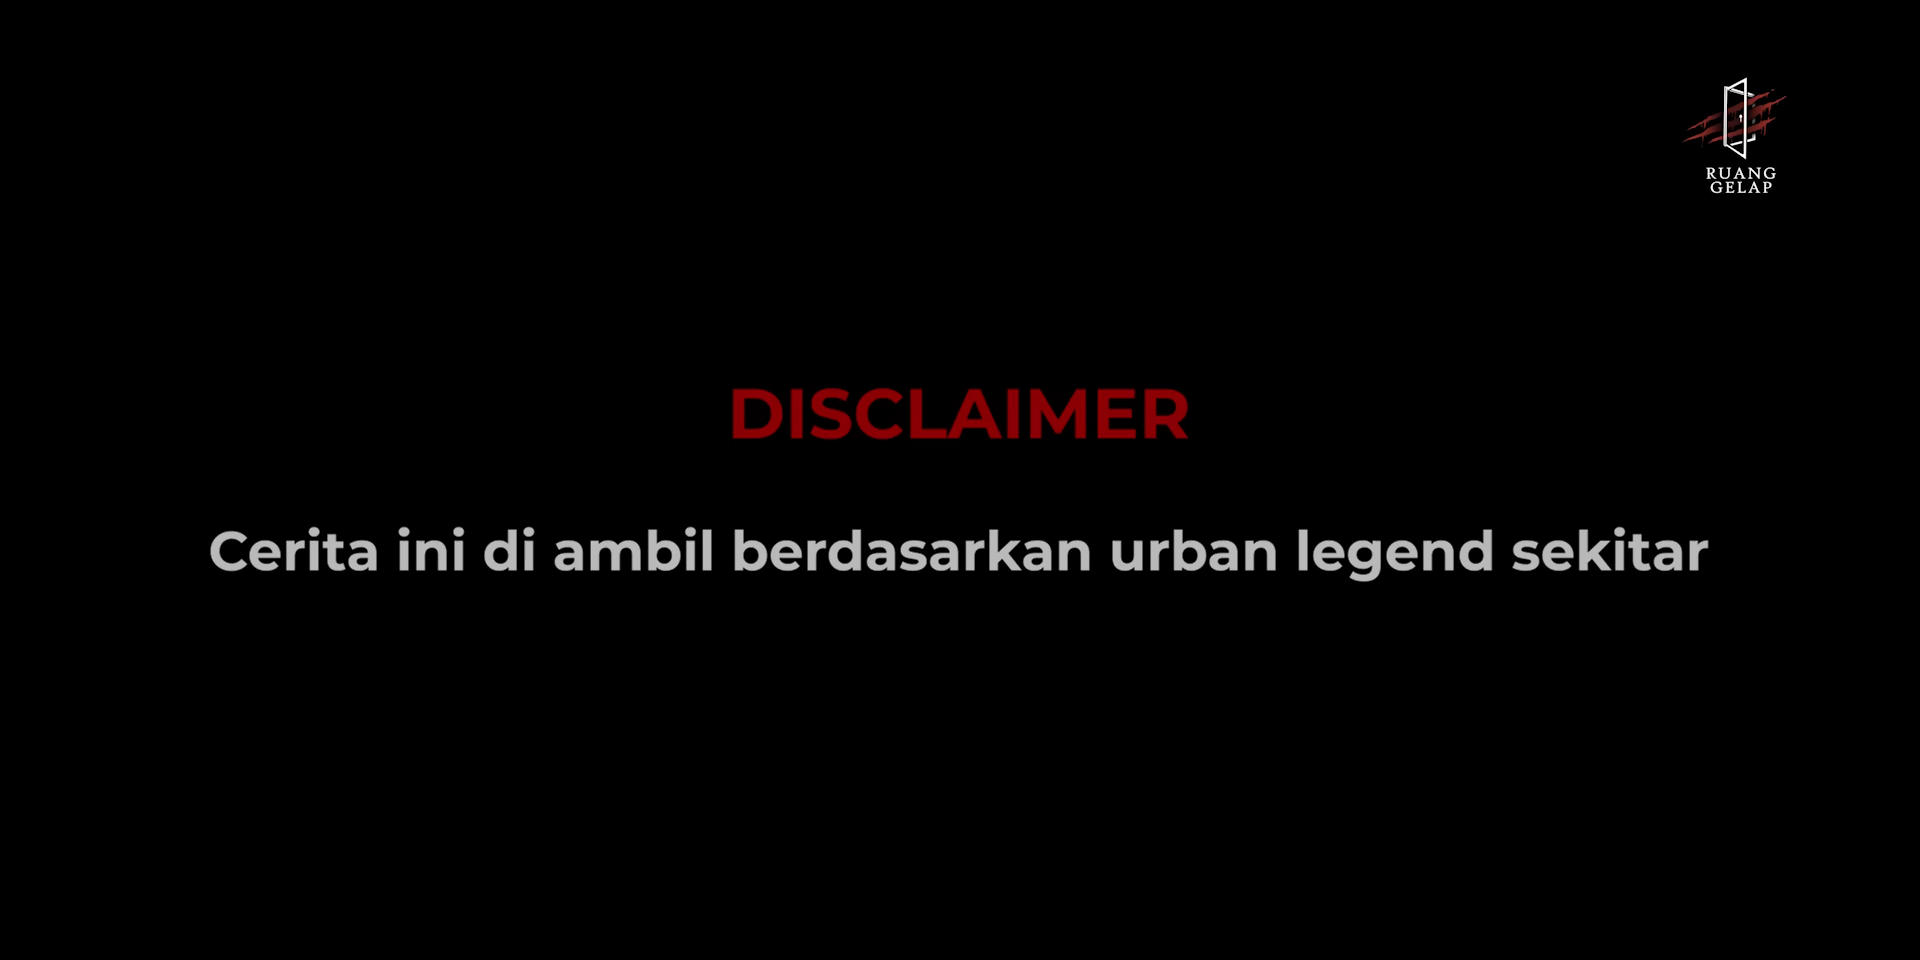 RUANG
GELAP
DISCLAIMER
Cerita ini di ambil berdasarkan urban legend sekitar